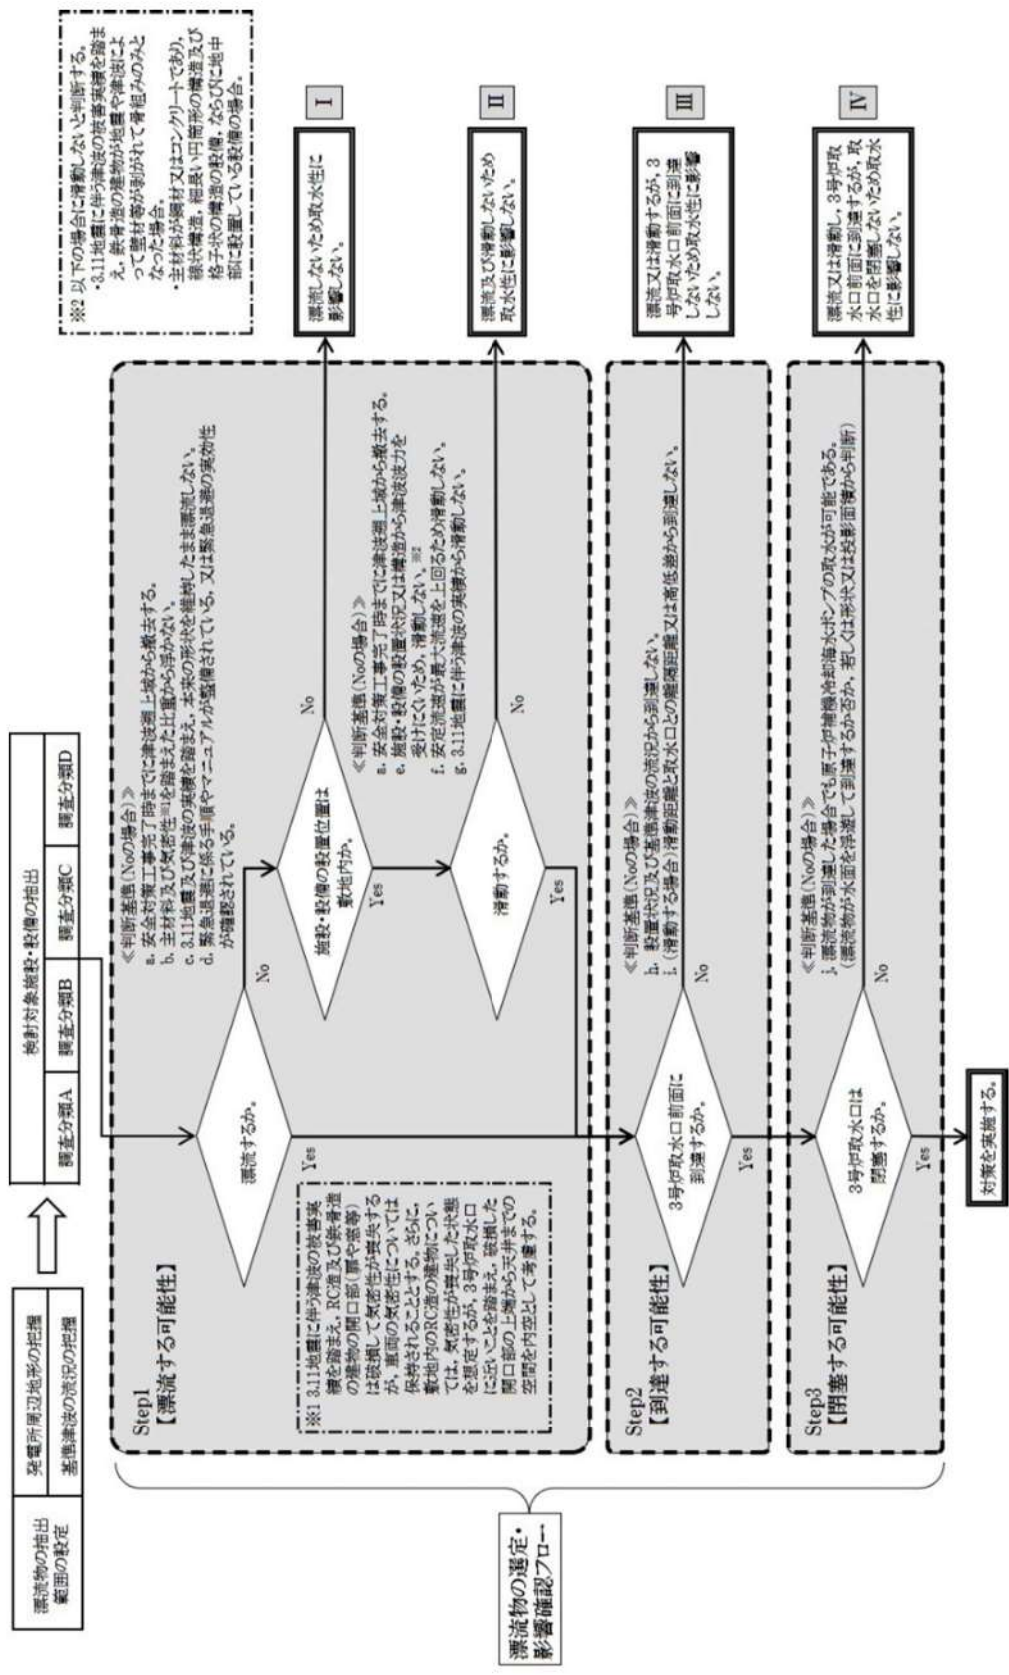 漂流物の抽出
範囲の設定
発電所周辺地形の把握
基準津波の流況の把握
検討対象施設・設備の抽出
調査分類A
調査分類B
調査分類C
調査分類D
漂流物の選定・
影響確認フロー
Step1
【漂流する可能性】
漂流するか。
Yes
No
≪判断基準(Noの場合)≫
a. 安全対策工事完了時までに津波遡上域から撤去する。
b. 主材料及び気密性※1を踏まえた比重から浮かない。
c. 3.11地震及び津波の実績を踏まえ，本来の形状を維持したまま漂流しない。
d. 緊急退避に係る手順やマニュアルが整備されている，又は緊急退避の実効性
が確認されている。
施設・設備の設置位置は
敷地内か。
Yes
No
≪判断基準(Noの場合)≫
a. 安全対策工事完了時までに津波遡上域から撤去する。
e. 施設・設備の設置状況又は構造から津波波力を
受けにくいため，滑動しない。※2
f. 安定流速が最大流速を上回るため滑動しない。
g. 3.11地震に伴う津波の実績から滑動しない。
滑動するか。
Yes
No
※1 3.11地震に伴う津波の被害実
績を踏まえ，RC造及び鉄骨造
の建物の開口部(扉や窓等)
は破損して気密性が喪失する
が，車両の気密性については
保持されることとする。さらに，
敷地内のRC造の建物につい
ては，気密性が喪失した状態
を想定するが，3号炉取水口
に近いことを踏まえ，破損した
開口部の上端から天井までの
空間を内空として考慮する。
※2 以下の場合に滑動しないと判断する。
・3.11地震に伴う津波の被害実績を踏ま
え，鉄骨造の建物が地震や津波によ
って壁材等が剥がれて骨組みのみと
なった場合。
・主材料が鋼材又はコンクリートであり，
線状構造，細長い円筒形の構造及び
格子状の構造の設備，ならびに地中
部に設置している設備の場合。
漂流しないため取水性に
影響しない。
I
漂流及び滑動しないため
取水性に影響しない。
II
Step2
【到達する可能性】
3号炉取水口前面に
到達するか。
Yes
No
≪判断基準(Noの場合)≫
h. 設置状況及び基準津波の流況から到達しない。
i. (滑動する場合)滑動距離と取水口との離隔距離又は高低差から到達しない。
漂流又は滑動するが，3
号炉取水口前面に到達
しないため取水性に影響
しない。
III
Step3
【閉塞する可能性】
3号炉取水口は
閉塞するか。
Yes
No
≪判断基準(Noの場合)≫
j. 漂流物が到達した場合でも原子炉補機冷却海水ポンプの取水が可能である。
(漂流物が水面を浮遊して到達するか否か，若しくは形状又は投影面積から判断)
漂流又は滑動し，3号炉取
水口前面に到達するが，取
水口を閉塞しないため取水
性に影響しない。
IV
対策を実施する。